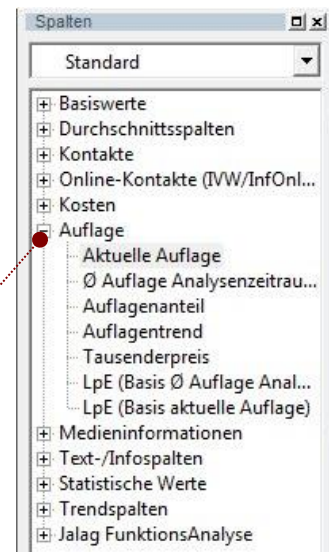 Spalten
Standard
Basiswerte
Durchschnittsspalten
Kontakte
Online-Kontakte (IVW/InfOnl...
Kosten
Auflage
Aktuelle Auflage
Ø Auflage Analysenzeitrau...
Auflagenanteil
Auflagentrend
Tausenderpreis
LpE (Basis Ø Auflage Anal...
LpE (Basis aktuelle Auflage)
Medieninformationen
Text-/Infospalten
Statistische Werte
Trendspalten
Jalag FunktionsAnalyse